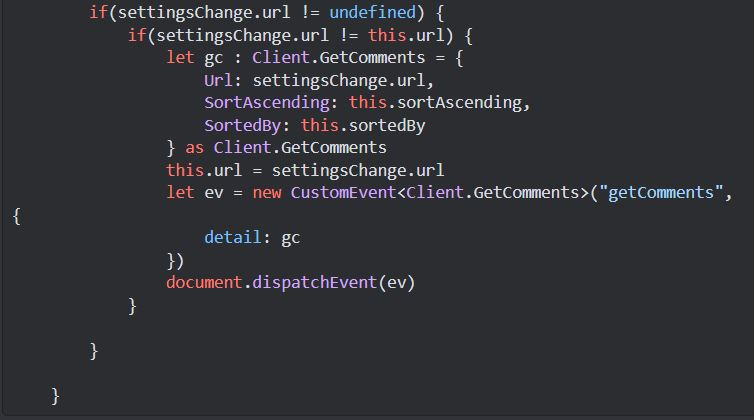 if(settingsChange.url != undefined) {
if(settingsChange.url != this.url) {
let gc : Client.GetComments = {
Url: settingsChange.url,
SortAscending: this.sortAscending,
SortedBy: this.sortedBy
} as Client.GetComments
this.url = settingsChange.url
let ev = new CustomEvent<Client.GetComments>("getComments",
{
detail: gc
})
document.dispatchEvent(ev)
}
}
}